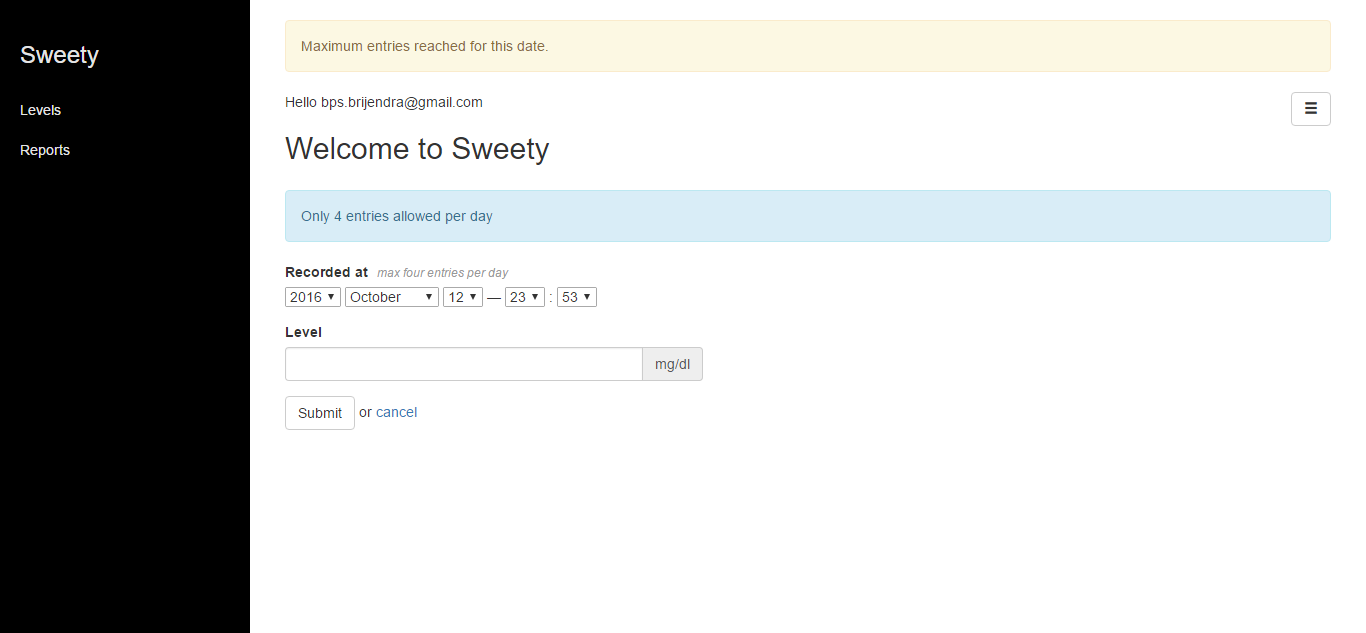 Sweety
Levels
Reports
Maximum entries reached for this date.
Hello bps.brijendra@gmail.com
Welcome to Sweety
Only 4 entries allowed per day
Recorded at max four entries per day
2016 October 12 — 23 : 53
Level
mg/dl
Submit or cancel